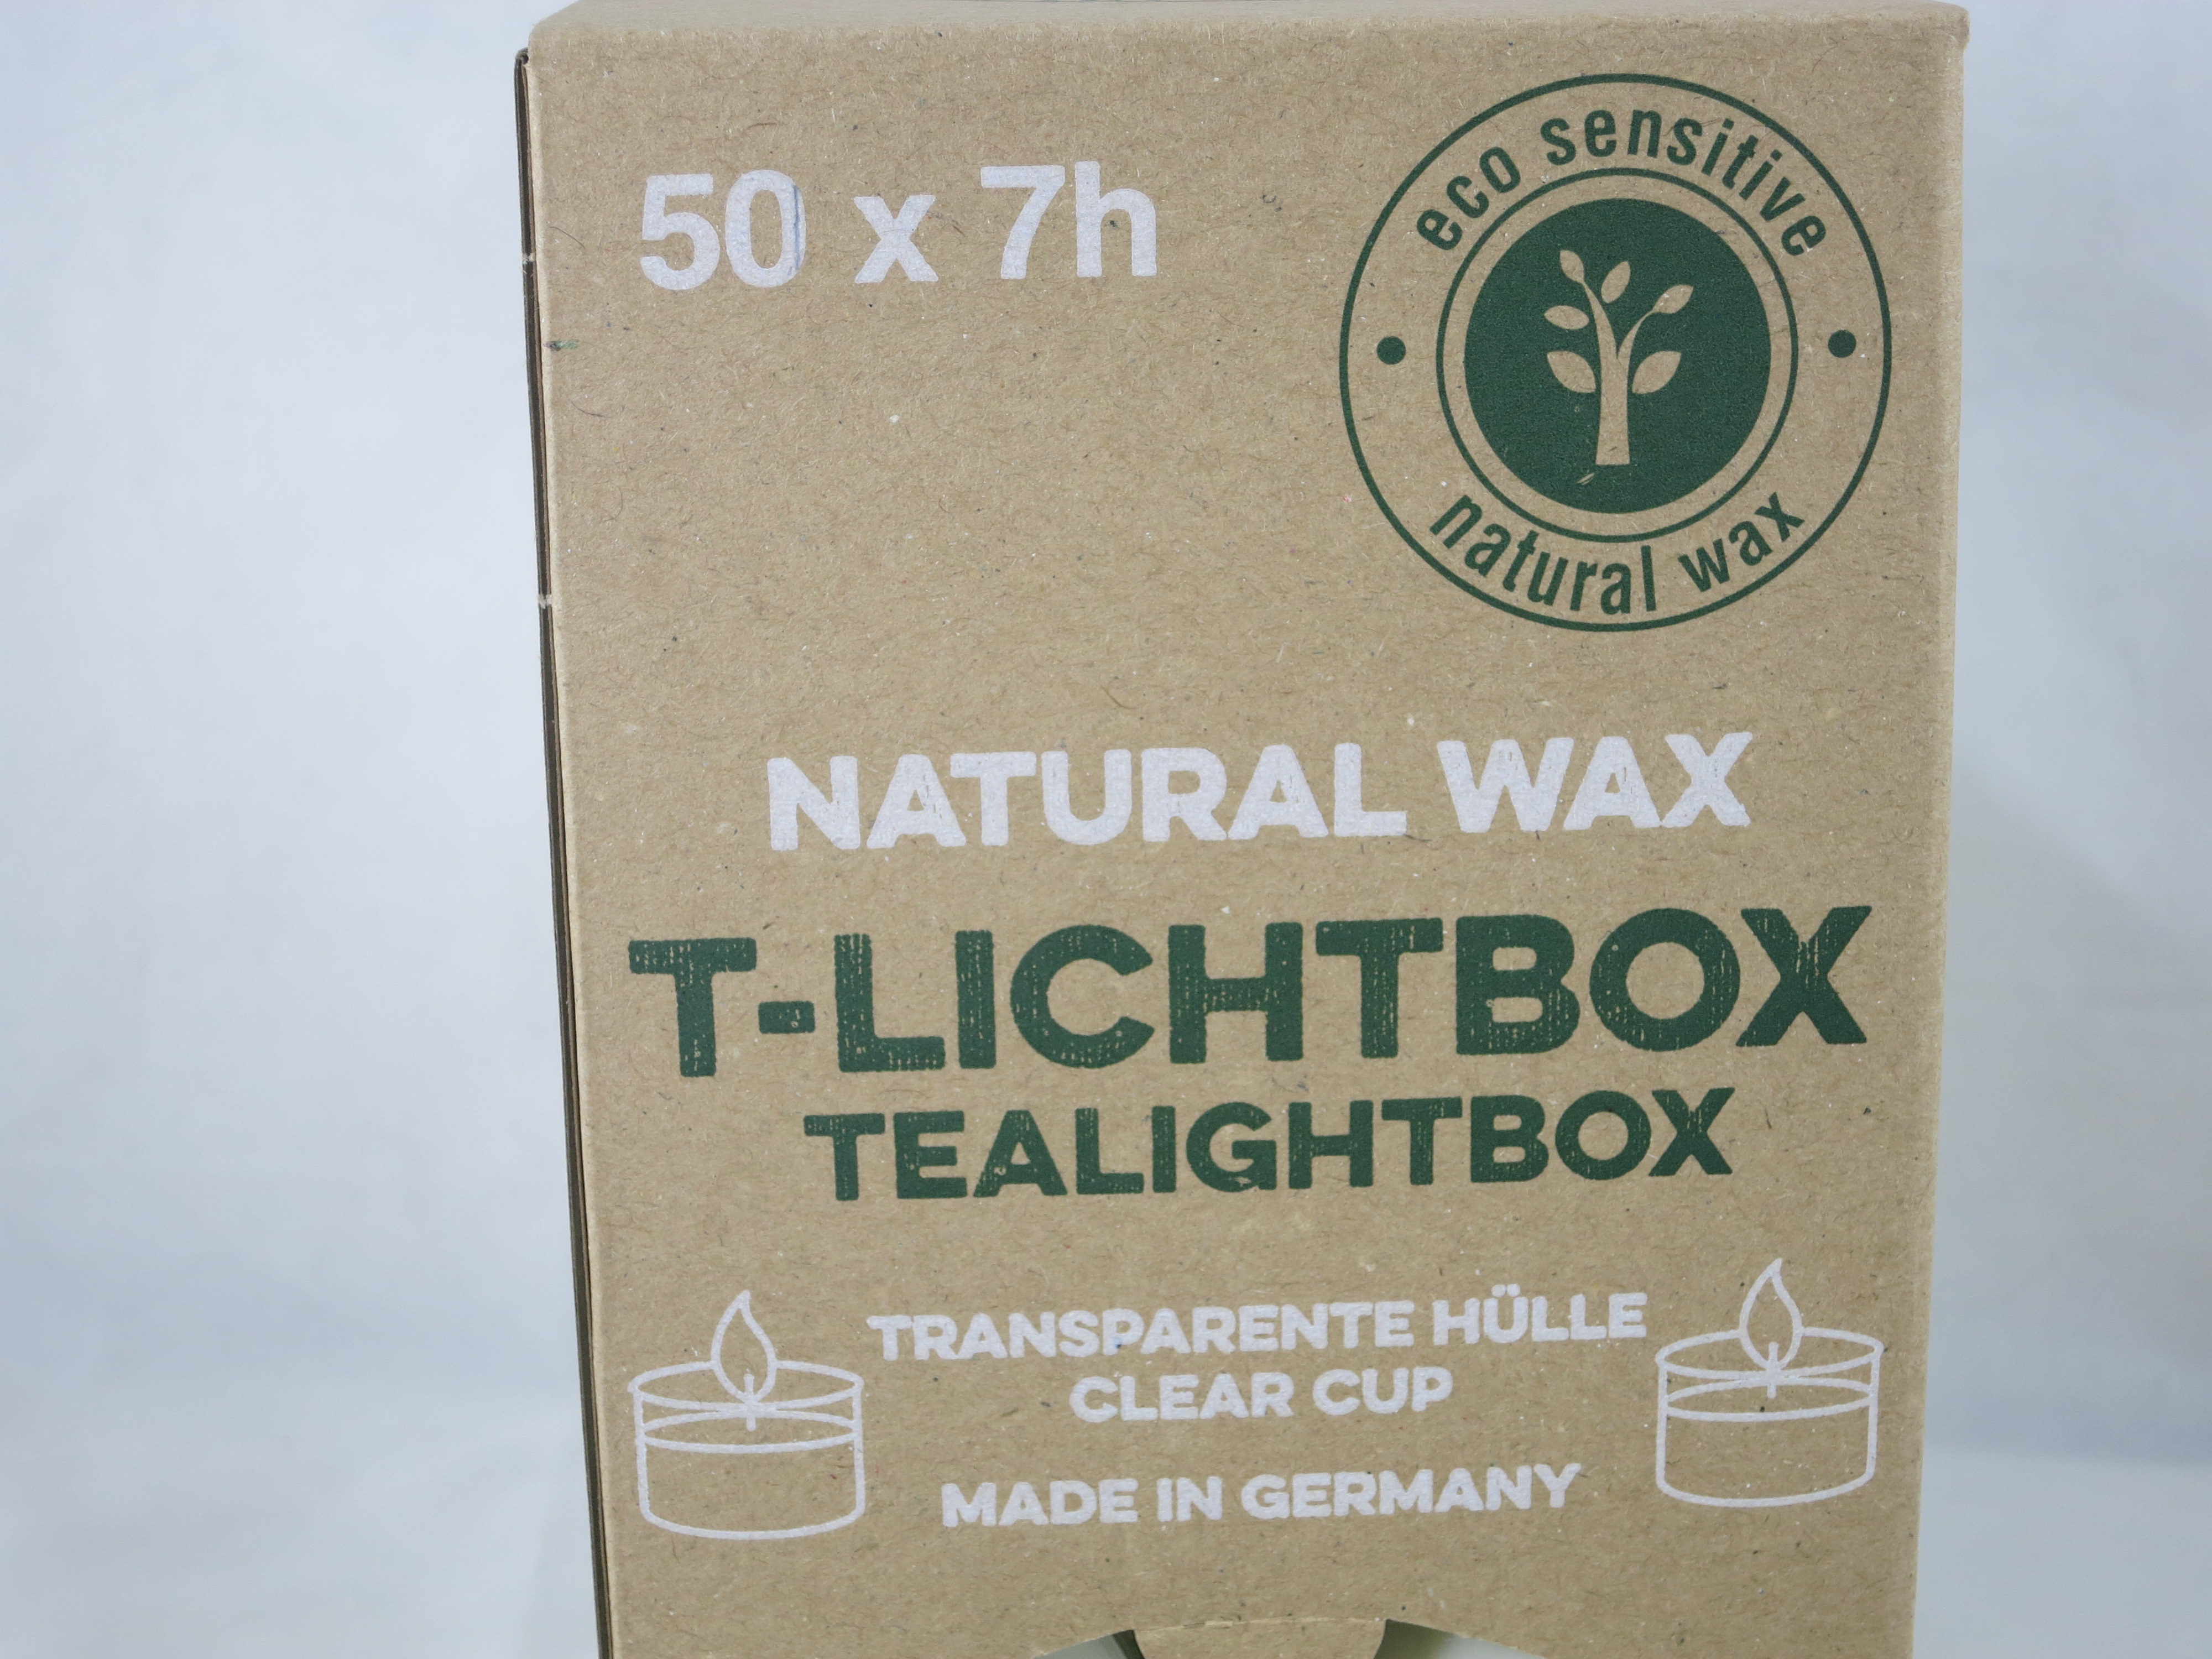 50 x 7h
eco sensitive
natural wax
NATURAL WAX
T-LICHTBOX
TEALIGHTBOX
TRANSPARENTE HÜLLE
CLEAR CUP
MADE IN GERMANY